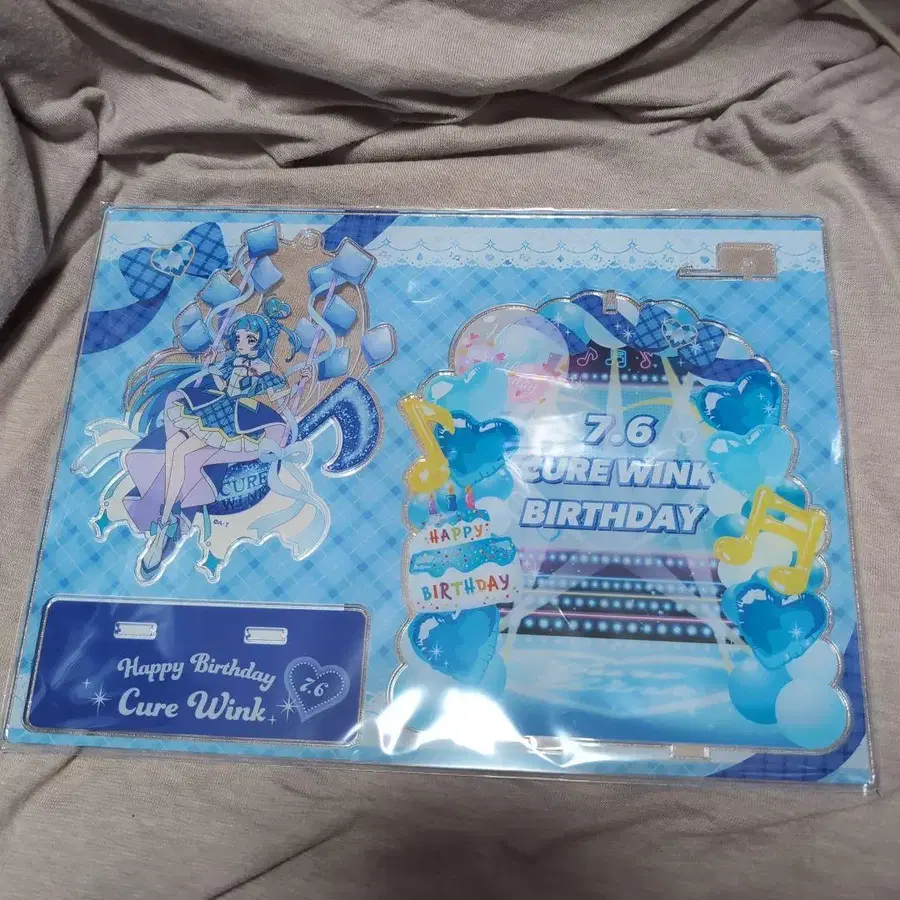 CURE
WINK
Happy Birthday
Cure Wink
7.6
7.6
CURE WINK
BIRTHDAY
HAPPY
BIRTHDAY